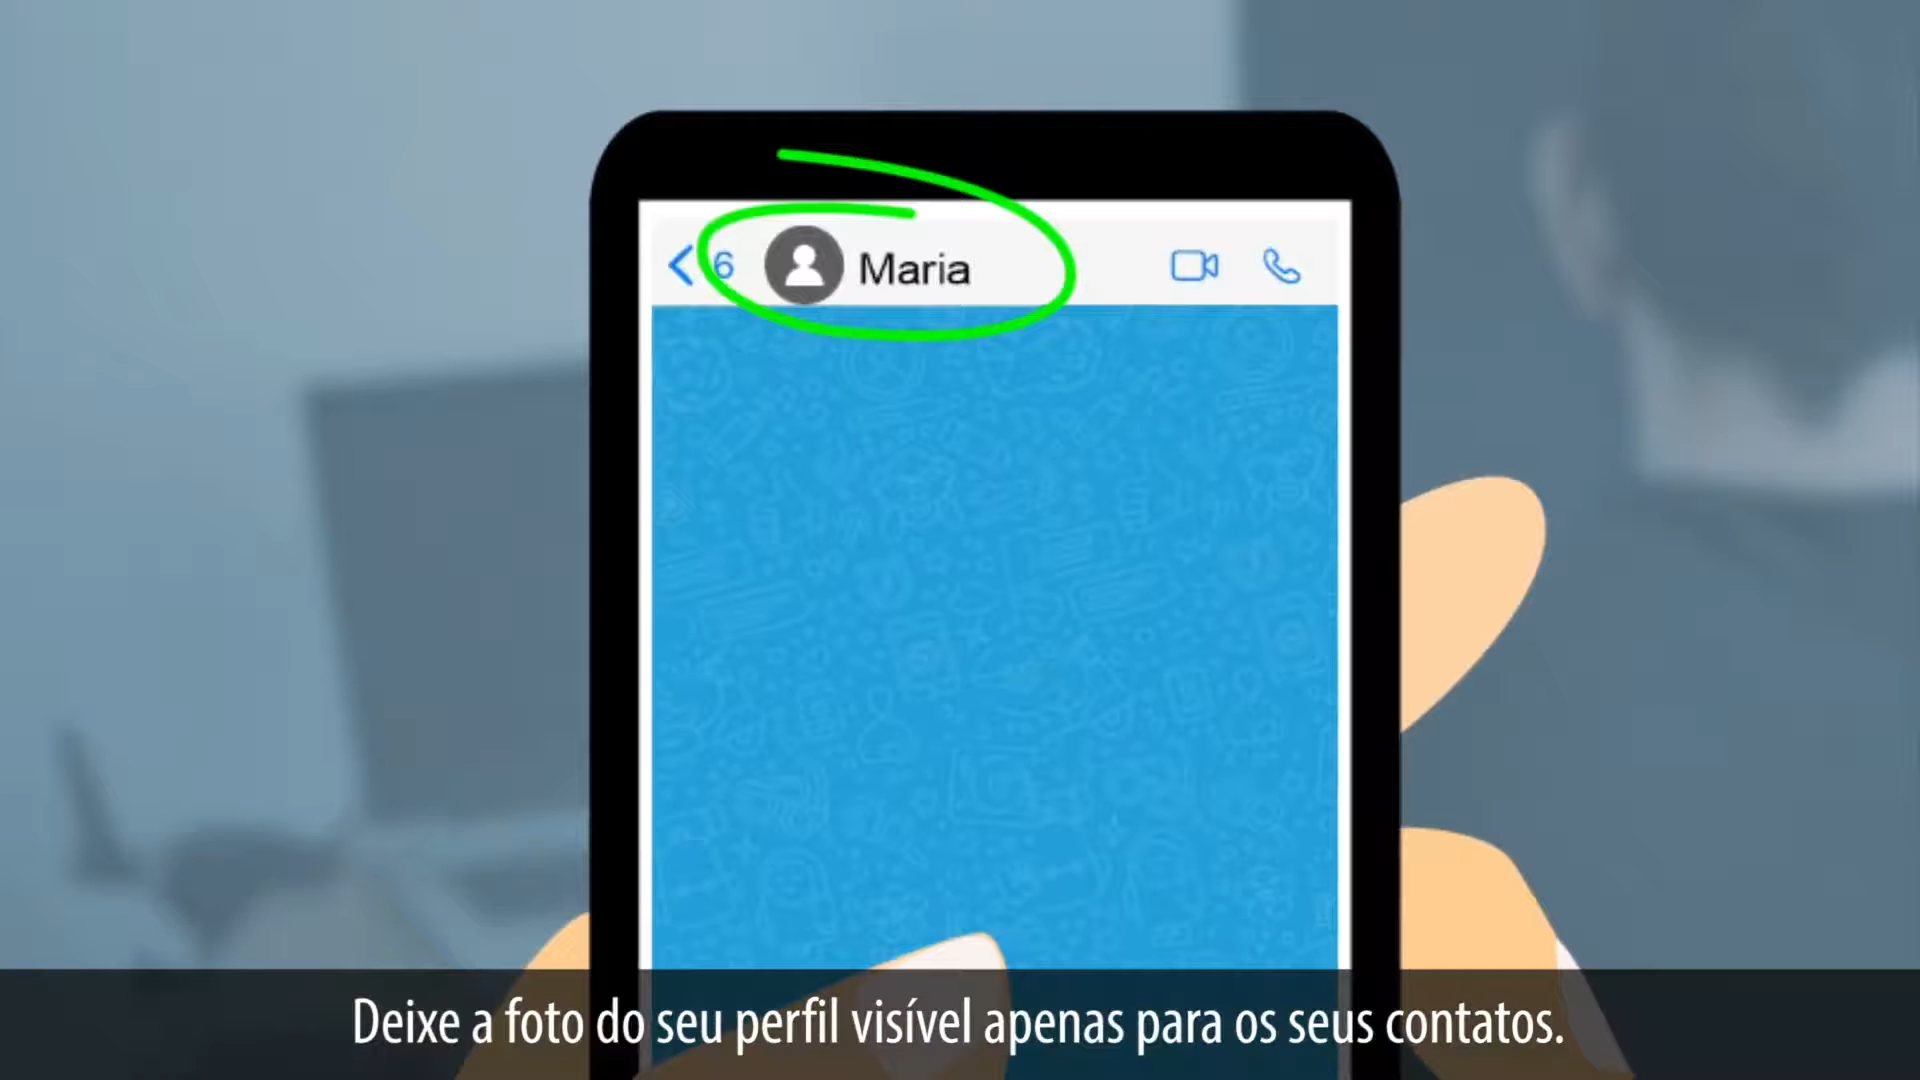 6 Maria
Deixe a foto do seu perfil visível apenas para os seus contatos.